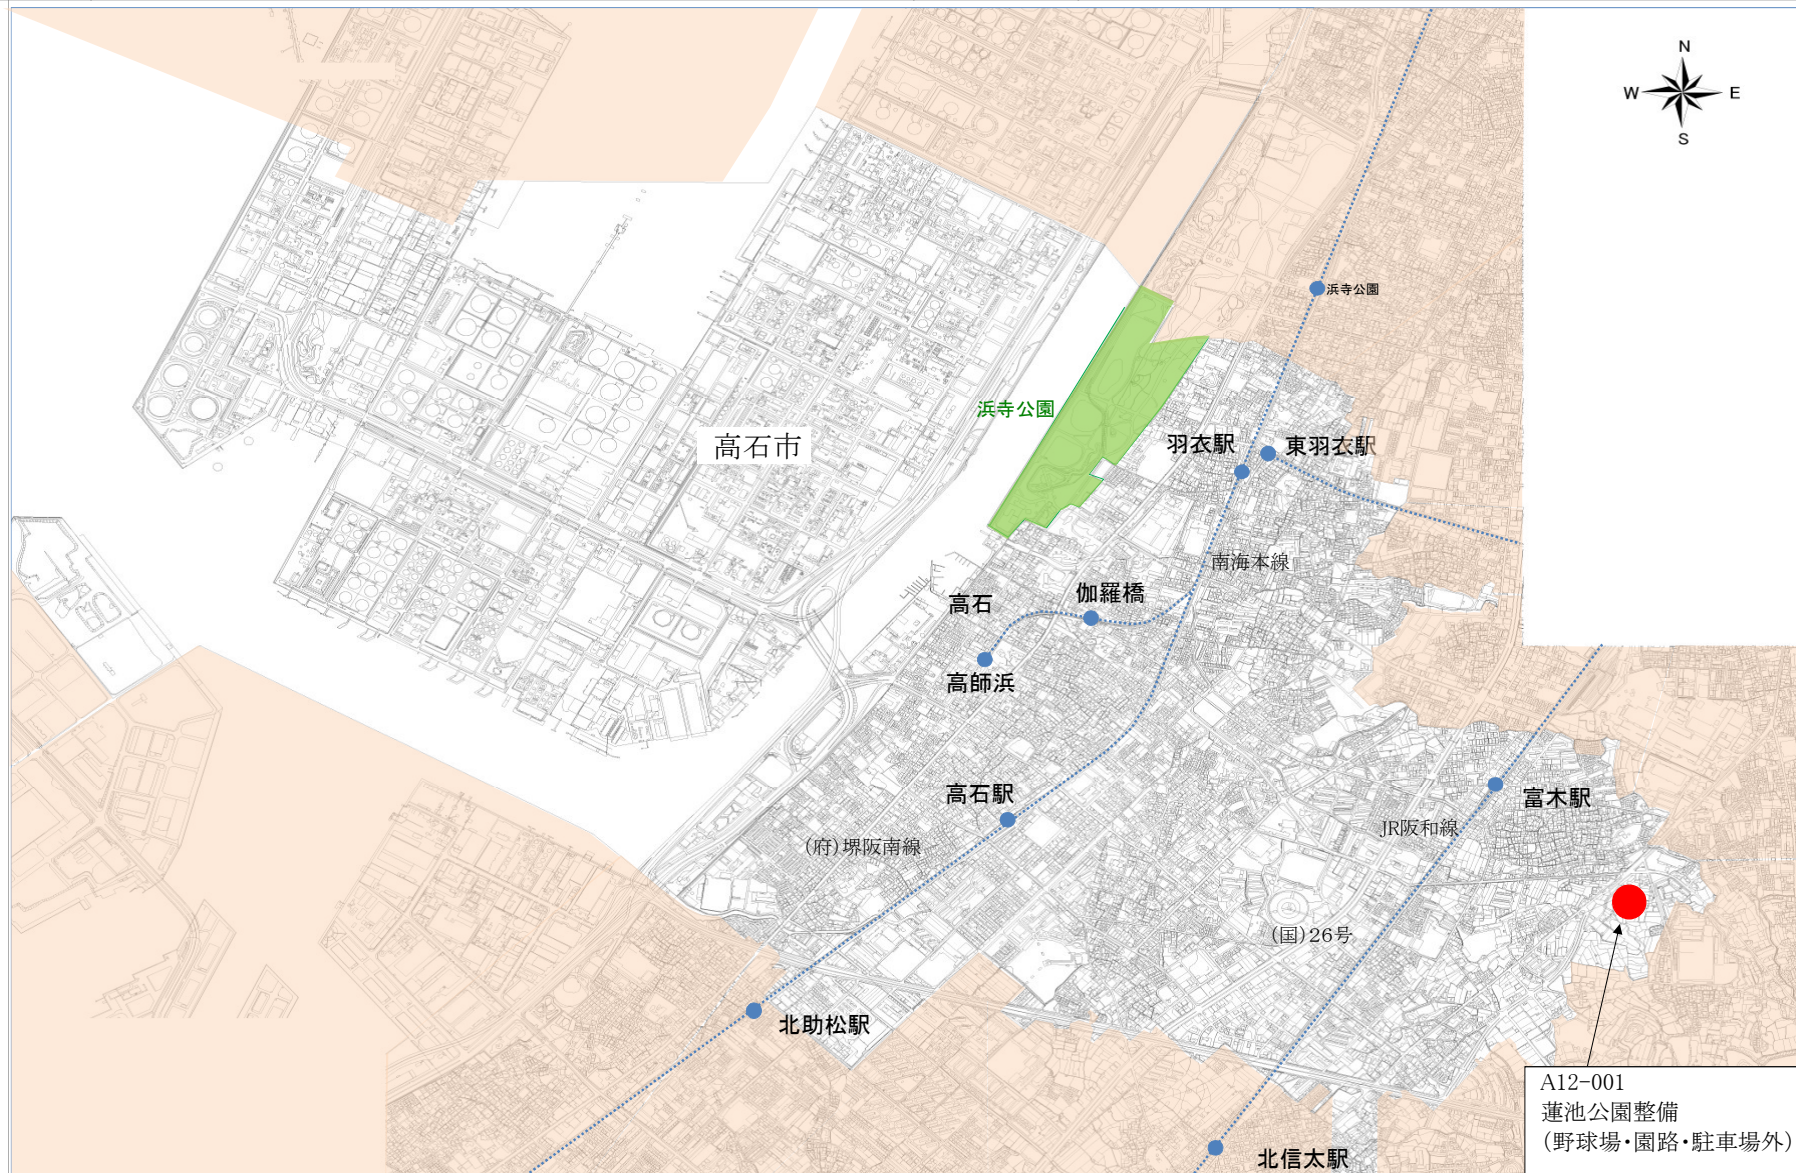 N
W E
S
浜寺公園
浜寺公園
高石市
羽衣駅
東羽衣駅
南海本線
高石
伽羅橋
高師浜
高石駅
富木駅
JR阪和線
(府)堺阪南線
(国)26号
北助松駅
北信太駅
A12-001
蓮池公園整備
(野球場・園路・駐車場外)